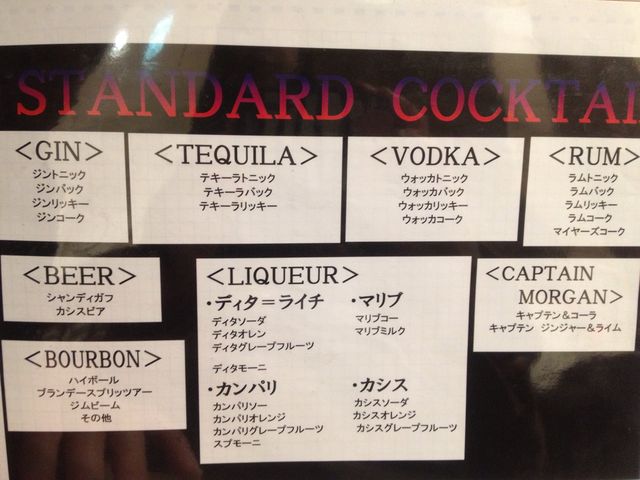 STANDARD COCKTAI
<GIN>
ジントニック
ジンバック
ジンリッキー
ジンコーク
<TEQUILA>
テキーラトニック
テキーラバック
テキーラリッキー
<VODKA>
ウォッカトニック
ウォッカバック
ウォッカリッキー
ウォッカコーク
<RUM>
ラムトニック
ラムバック
ラムリッキー
ラムコーク
マイヤーズコーク
<BEER>
シャンディガフ
カシスビア
<LIQUEUR>
・ディタ=ライチ
ディタソーダ
ディタオレン
ディタグレープフルーツ
ディタモーニ
・マリブ
マリブコー
マリブミルク
・カンパリ
カンパリソー
カンパリオレンジ
カンパリグレープフルーツ
スプモーニ
・カシス
カシスソーダ
カシスオレンジ
カシスグレープフルーツ
<CAPTAIN
MORGAN>
キャプテン&コーラ
キャプテン ジンジャー&ライム
<BOURBON>
ハイボール
ブランデースプリッツアー
ジムビーム
その他